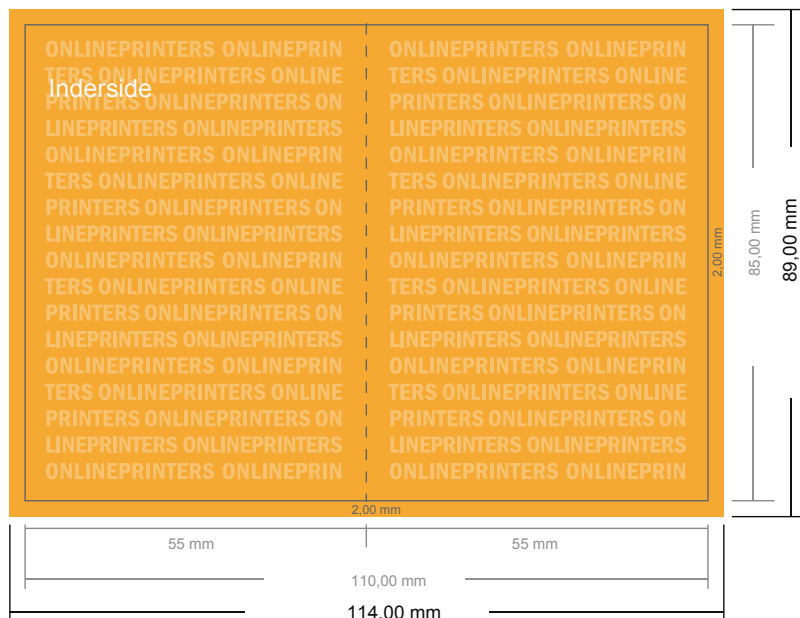 ONLINEPRINTERS ONLINEPRIN
TERS ONLINEPRINTERS ONLINE
Inderside
PRINTERS ONLINEPRINTERS ON
LINEPRINTERS ONLINEPRINTERS
ONLINEPRINTERS ONLINEPRIN
TERS ONLINEPRINTERS ONLINE
PRINTERS ONLINEPRINTERS ON
LINEPRINTERS ONLINEPRINTERS
ONLINEPRINTERS ONLINEPRIN
TERS ONLINEPRINTERS ONLINE
PRINTERS ONLINEPRINTERS ON
LINEPRINTERS ONLINEPRINTERS
ONLINEPRINTERS ONLINEPRIN
TERS ONLINEPRINTERS ONLINE
PRINTERS ONLINEPRINTERS ON
LINEPRINTERS ONLINEPRINTERS
ONLINEPRINTERS ONLINEPRIN
ONLINEPRINTERS ONLINEPRIN
TERS ONLINEPRINTERS ONLINE
PRINTERS ONLINEPRINTERS ON
LINEPRINTERS ONLINEPRINTERS
ONLINEPRINTERS ONLINEPRIN
TERS ONLINEPRINTERS ONLINE
PRINTERS ONLINEPRINTERS ON
LINEPRINTERS ONLINEPRINTERS
ONLINEPRINTERS ONLINEPRIN
TERS ONLINEPRINTERS ONLINE
PRINTERS ONLINEPRINTERS ON
LINEPRINTERS ONLINEPRINTERS
ONLINEPRINTERS ONLINEPRIN
TERS ONLINEPRINTERS ONLINE
PRINTERS ONLINEPRINTERS ON
LINEPRINTERS ONLINEPRINTERS
ONLINEPRINTERS ONLINEPRIN
2,00 mm
85,00 mm
89,00 mm
2,00 mm
55 mm
55 mm
110,00 mm
114,00 mm